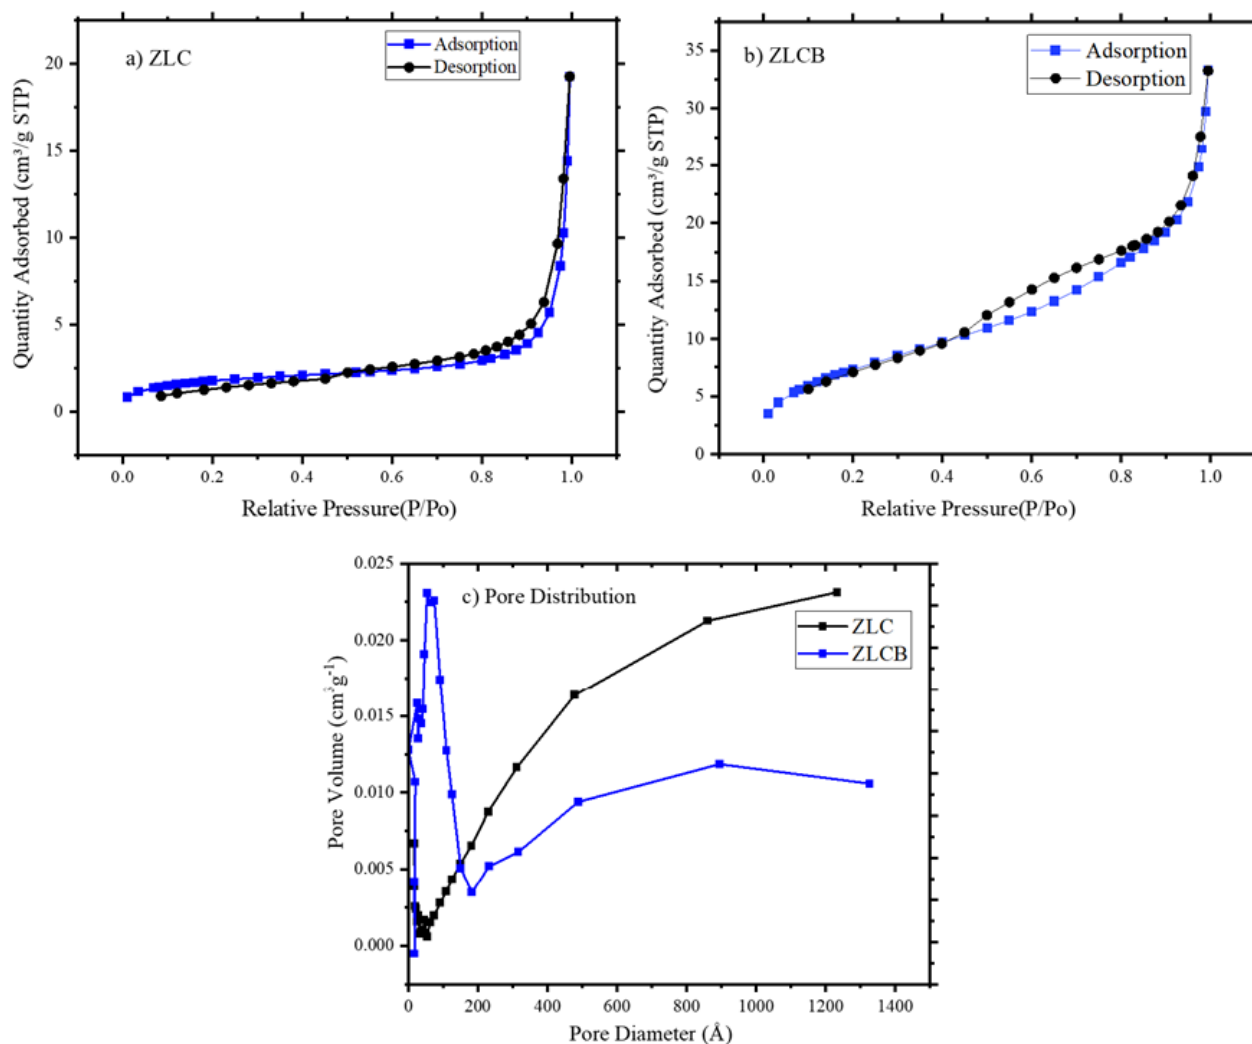 a) ZLC
Adsorption
Desorption
Quantity Adsorbed (cm³/g STP)
20
15
10
5
0
0.0 0.2 0.4 0.6 0.8 1.0
Relative Pressure(P/Po)
b) ZLCB
Adsorption
Desorption
Quantity Adsorbed (cm³/g STP)
35
30
25
20
15
10
5
0
0.0 0.2 0.4 0.6 0.8 1.0
Relative Pressure(P/Po)
c) Pore Distribution
ZLC
ZLCB
Pore Volume (cm³g⁻¹)
0.025
0.020
0.015
0.010
0.005
0.000
0 200 400 600 800 1000 1200 1400
Pore Diameter (Å)